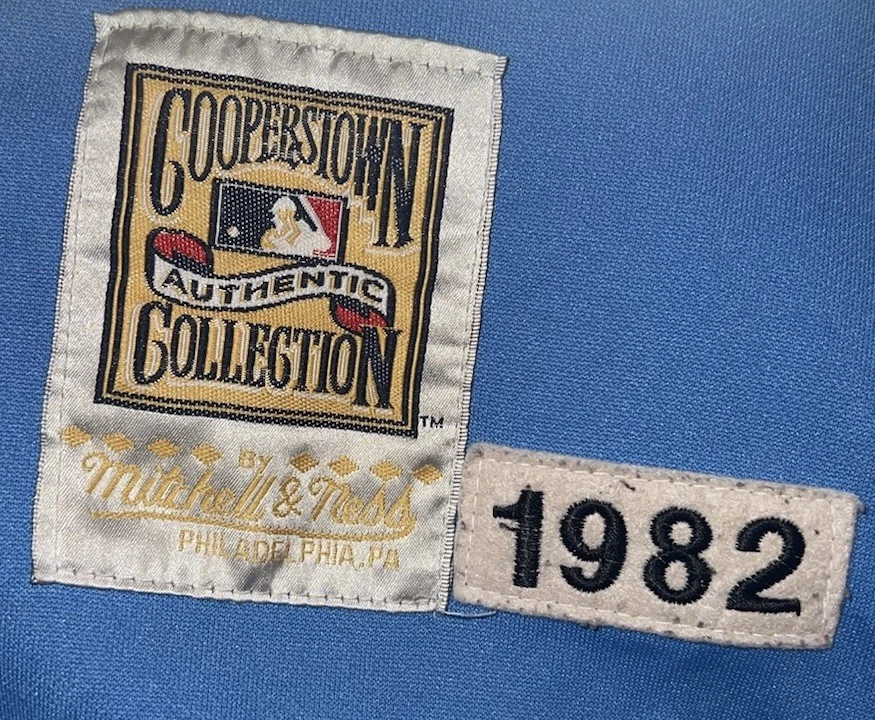 COOPERSTOWN
AUTHENTIC
COLLECTION
TM
BY
Mitchell & Ness
PHILADELPHIA, PA
1982